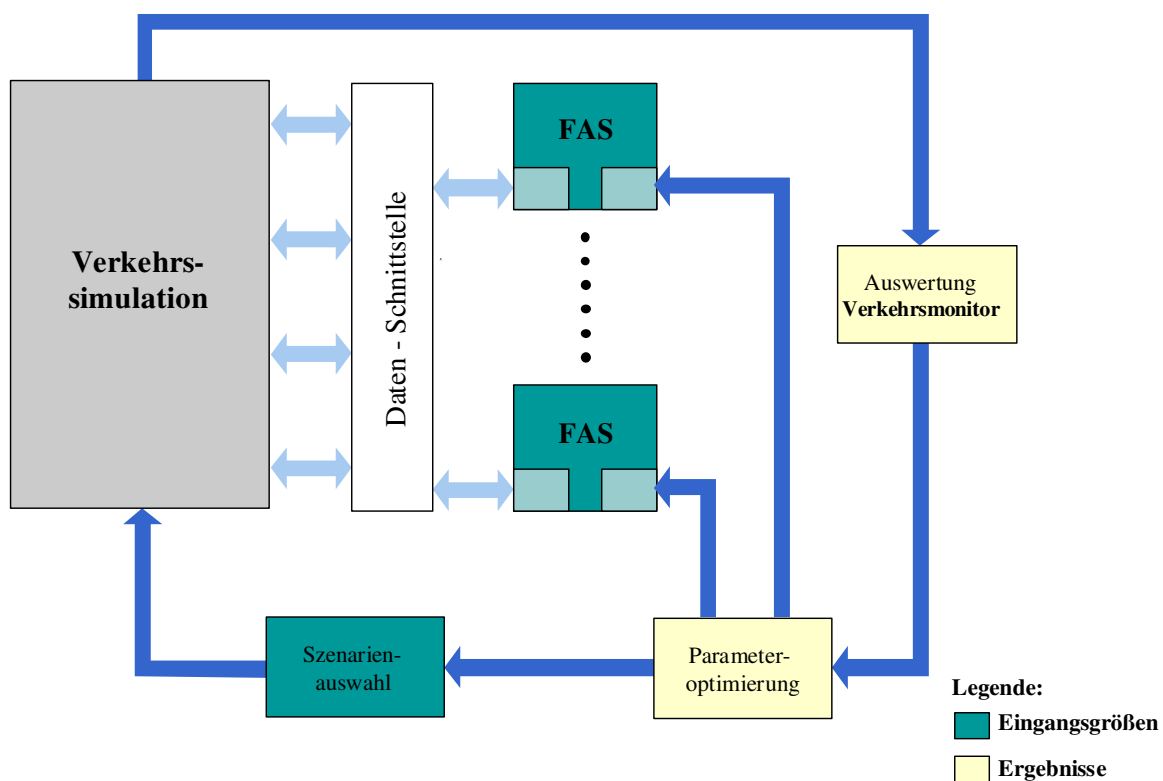 Verkehrs-
simulation
Daten - Schnittstelle
FAS
FAS
Auswertung
Verkehrsmonitor
Szenarien-
auswahl
Parameter-
optimierung
Legende:
Eingangsgrößen
Ergebnisse